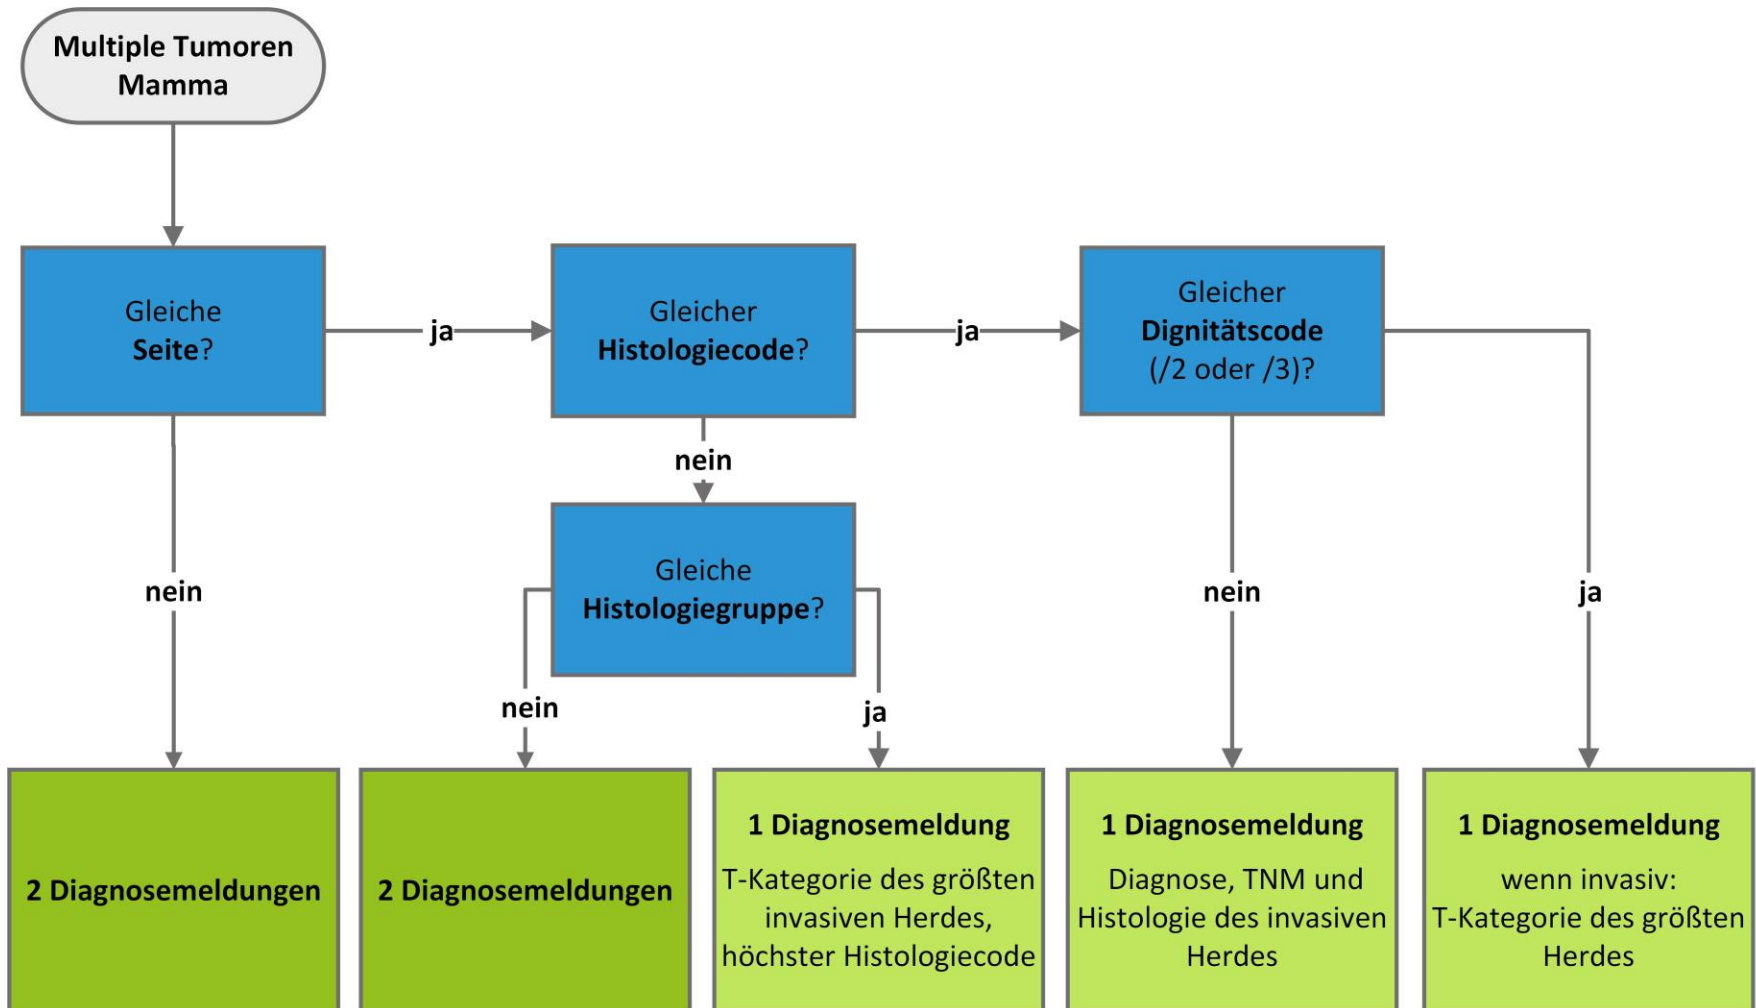 Multiple Tumoren
Mamma
Gleiche
Seite?
ja
Gleicher
Histologiecode?
ja
Gleicher
Dignitätscode
(/2 oder /3)?
nein
Gleiche
Histologiegruppe?
nein
nein
ja
nein
ja
2 Diagnosemeldungen
2 Diagnosemeldungen
1 Diagnosemeldung
T-Kategorie des größten
invasiven Herdes,
höchster Histologiecode
1 Diagnosemeldung
Diagnose, TNM und
Histologie des invasiven
Herdes
1 Diagnosemeldung
wenn invasiv:
T-Kategorie des größten
Herdes